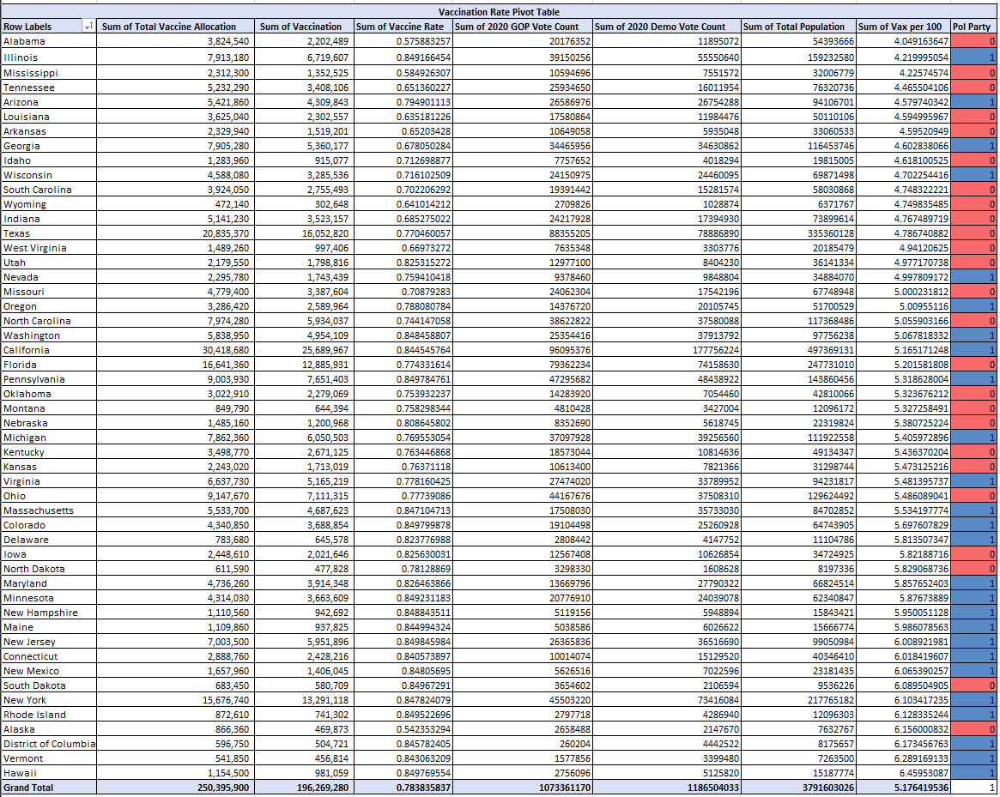 Vaccination Rate Pivot Table
Row Labels Sum of Total Vaccine Allocation Sum of Vaccination Sum of Vaccine Rate Sum of 2020 GOP Vote Count Sum of 2020 Demo Vote Count Sum of Total Population Sum of Vax per 100 Pol Party
Alabama 3,824,540 2,202,489 0.575883257 20176352 11895072 54393666 4.049163647 0
Illinois 7,913,180 6,719,607 0.849166454 39150256 55550640 159232580 4.219995054 1
Mississippi 2,312,300 1,352,525 0.584926307 10594696 7551572 32006779 4.22574574 0
Tennessee 5,232,290 3,408,106 0.651360227 25934650 16011954 76320736 4.465504106 0
Arizona 5,421,860 4,309,843 0.794901113 26586976 26754288 94106701 4.579740342 1
Louisiana 3,625,040 2,302,557 0.635181226 17580864 11984476 50110106 4.594995967 0
Arkansas 2,329,940 1,519,201 0.65203428 10649058 5935048 33060533 4.59520949 0
Georgia 7,905,280 5,360,177 0.678050284 34465956 34630862 116453746 4.602838066 1
Idaho 1,283,960 915,077 0.712698877 7757652 4018294 19815005 4.618100525 0
Wisconsin 4,588,080 3,285,536 0.716102509 24150975 24460095 69871498 4.702254416 1
South Carolina 3,924,050 2,755,493 0.702206292 19391442 15281574 58030868 4.748322221 0
Wyoming 472,140 302,648 0.641014212 2709826 1028874 6371767 4.749835485 0
Indiana 5,141,230 3,523,157 0.685275022 24217928 17394930 73899614 4.767489719 0
Texas 20,835,370 16,052,820 0.770460057 88355205 78886890 335360128 4.786740882 0
West Virginia 1,489,260 997,406 0.66973272 7635348 3303776 20185479 4.94120625 0
Utah 2,179,550 1,798,816 0.825315272 12977100 8404230 36141334 4.977170738 0
Nevada 2,295,780 1,743,439 0.759410418 9378460 9848804 34884070 4.997809172 1
Missouri 4,779,400 3,387,604 0.70879283 24062304 17542196 67748948 5.000231812 0
Oregon 3,286,420 2,589,964 0.788080784 14376720 20105745 51700529 5.00955116 1
North Carolina 7,974,280 5,934,037 0.744147058 38622822 37580088 117368486 5.055903166 0
Washington 5,838,950 4,954,109 0.848458807 25354416 37913792 97756238 5.067818332 1
California 30,418,680 25,689,967 0.844545764 96095376 177756224 497369131 5.165171248 1
Florida 16,641,360 12,885,931 0.774331614 79362234 74158630 247731010 5.201581808 0
Pennsylvania 9,003,930 7,651,403 0.849784761 47295682 48438922 143860456 5.318628004 1
Oklahoma 3,022,910 2,279,069 0.753932237 14283920 7054460 42810066 5.323676212 0
Montana 849,790 644,394 0.758298344 4810428 3427004 12096172 5.327258491 0
Nebraska 1,485,160 1,200,968 0.808645802 8352690 5618745 22319824 5.380725224 0
Michigan 7,862,360 6,050,503 0.769553054 37097928 39256560 111922558 5.405972896 1
Kentucky 3,498,770 2,671,125 0.763446868 18573044 10814636 49134347 5.436370204 0
Kansas 2,243,020 1,713,019 0.76371118 10613400 7821366 31298744 5.473125216 0
Virginia 6,637,730 5,165,219 0.778160425 27474020 33789952 94231817 5.481395737 1
Ohio 9,147,670 7,111,315 0.77739086 44167676 37508310 129624492 5.486089041 0
Massachusetts 5,533,700 4,687,623 0.847104713 17508030 35733030 84702852 5.534197774 1
Colorado 4,340,850 3,688,854 0.849799878 19104498 25260928 64743905 5.697607829 1
Delaware 783,680 645,578 0.823776988 2808442 4147752 11104786 5.813507347 1
Iowa 2,448,610 2,021,646 0.825630031 12567408 10626854 34724925 5.82188716 0
North Dakota 611,590 477,828 0.78128869 3298330 1608628 8197336 5.829068736 0
Maryland 4,736,260 3,914,348 0.826463866 13669796 27790322 66824514 5.857652403 1
Minnesota 4,314,030 3,663,609 0.849231183 20776910 24039078 62340847 5.87673889 1
New Hampshire 1,110,560 942,692 0.848843511 5119156 5948894 15843421 5.950051128 1
Maine 1,109,860 937,825 0.844994324 5038586 6026622 15666774 5.986078563 1
New Jersey 7,003,500 5,951,896 0.849845984 26365836 36516690 99050984 6.008921981 1
Connecticut 2,888,760 2,428,216 0.840573897 10014074 15129520 40346410 6.018419607 1
New Mexico 1,657,960 1,406,045 0.84805695 5626516 7022596 23181435 6.065390257 1
South Dakota 683,450 580,709 0.84967291 3654602 2106594 9536226 6.089504905 0
New York 15,676,740 13,291,118 0.847824079 45503220 73416084 217765182 6.103417235 1
Rhode Island 872,610 741,302 0.849522696 2797718 4286940 12096303 6.128335244 1
Alaska 866,360 469,873 0.542353294 2658488 2147670 7632767 6.156000832 0
District of Columbia 596,750 504,721 0.845782405 260204 4442522 8175657 6.173456763 1
Vermont 541,850 456,814 0.843063209 1577856 3399480 7263500 6.289169133 1
Hawaii 1,154,500 981,059 0.849769554 2756096 5125820 15187774 6.45953087 1
Grand Total 250,395,900 196,269,280 0.783835837 1073361170 1186504033 3791603026 5.176419536 1